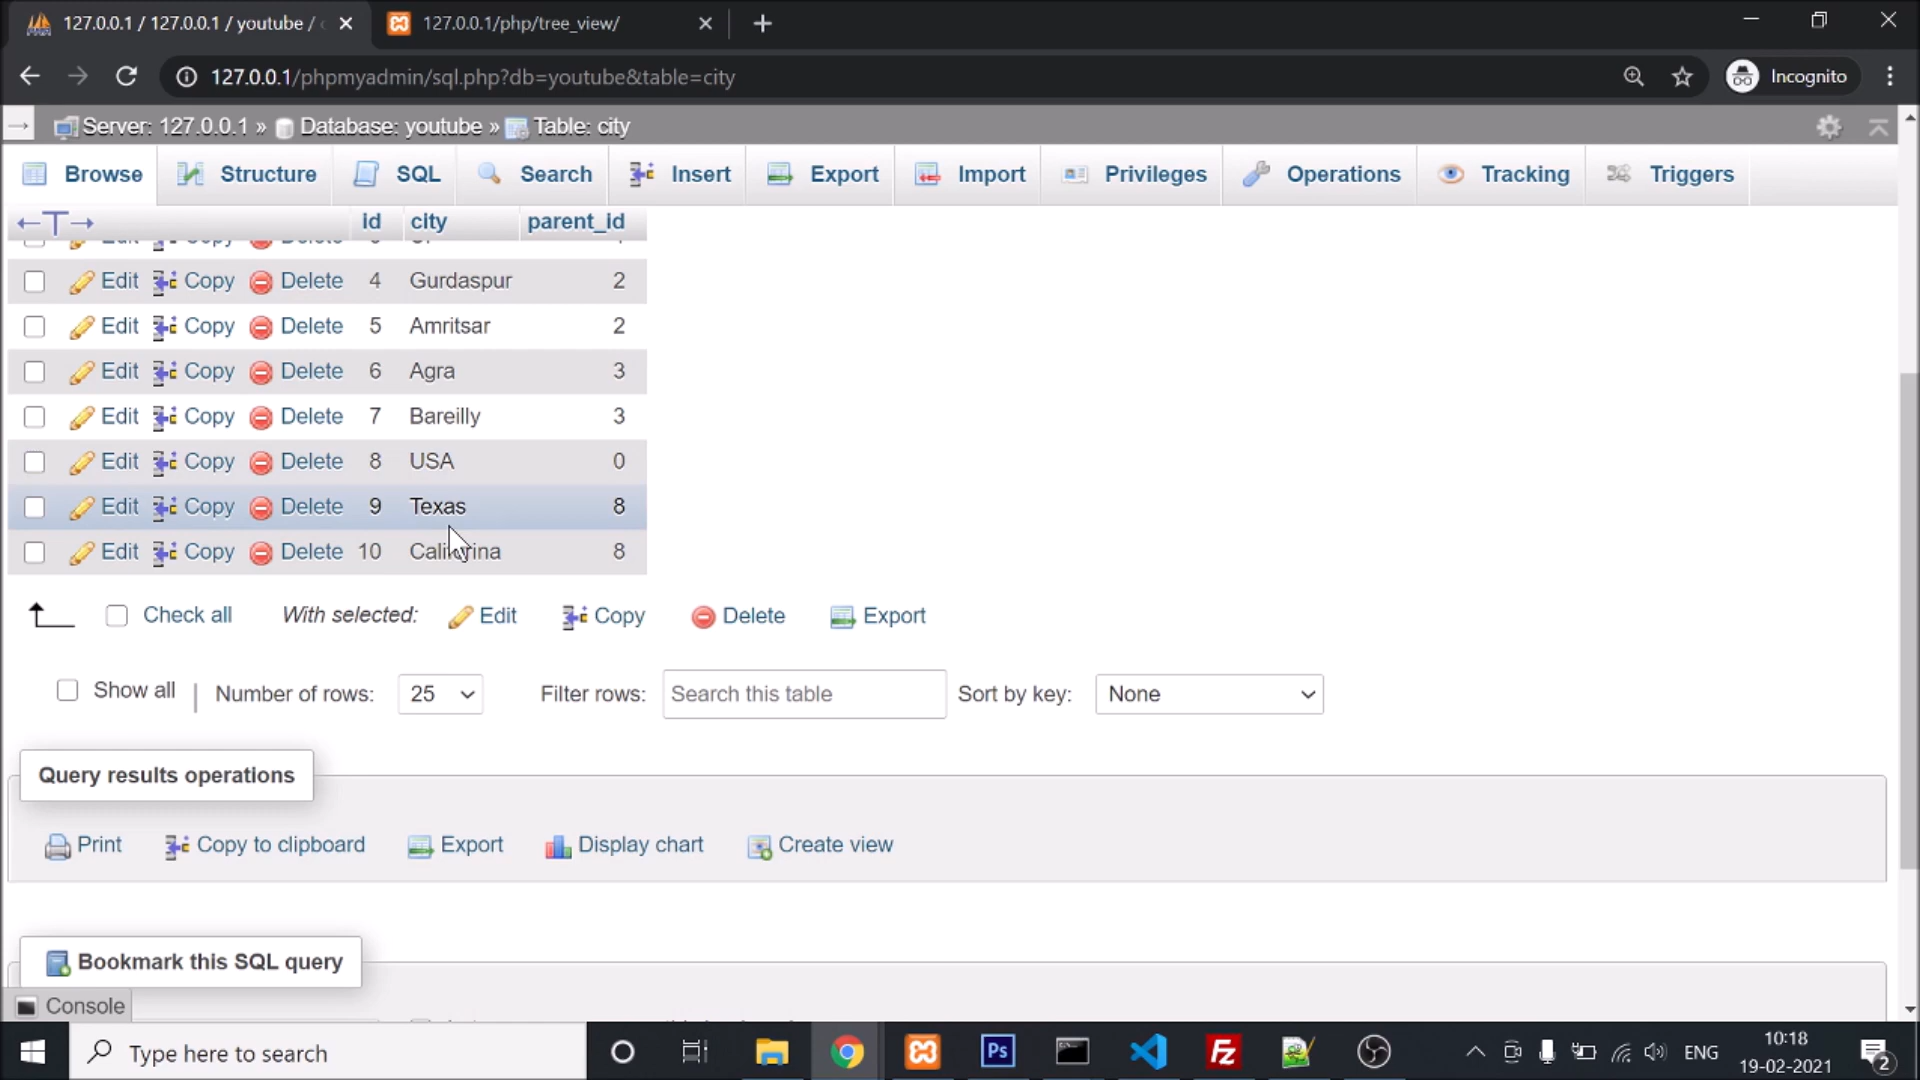 127.0.0.1 / 127.0.0.1 / youtube /
127.0.0.1/php/tree_view/
127.0.0.1/phpmyadmin/sql.php?db=youtube&table=city
Incognito
Server: 127.0.0.1 » Database: youtube » Table: city
Browse Structure SQL Search Insert Export Import Privileges Operations Tracking Triggers
←T→ id city parent_id
Edit Copy Delete 4 Gurdaspur 2
Edit Copy Delete 5 Amritsar 2
Edit Copy Delete 6 Agra 3
Edit Copy Delete 7 Bareilly 3
Edit Copy Delete 8 USA 0
Edit Copy Delete 9 Texas 8
Edit Copy Delete 10 8
Check all With selected: Edit Copy Delete Export
Show all | Number of rows: 25 Filter rows: Search this table Sort by key: None
Query results operations
Print Copy to clipboard Export Display chart Create view
Bookmark this SQL query
Console
Type here to search
Ps
Fz
ENG
10:18
19-02-2021
2